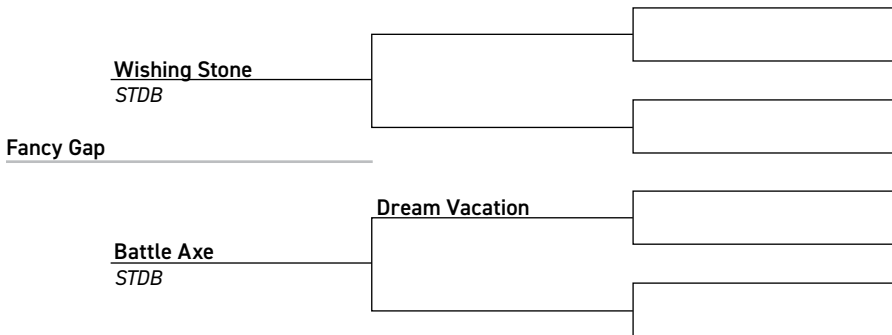 Wishing Stone
STDB
Fancy Gap
Dream Vacation
Battle Axe
STDB